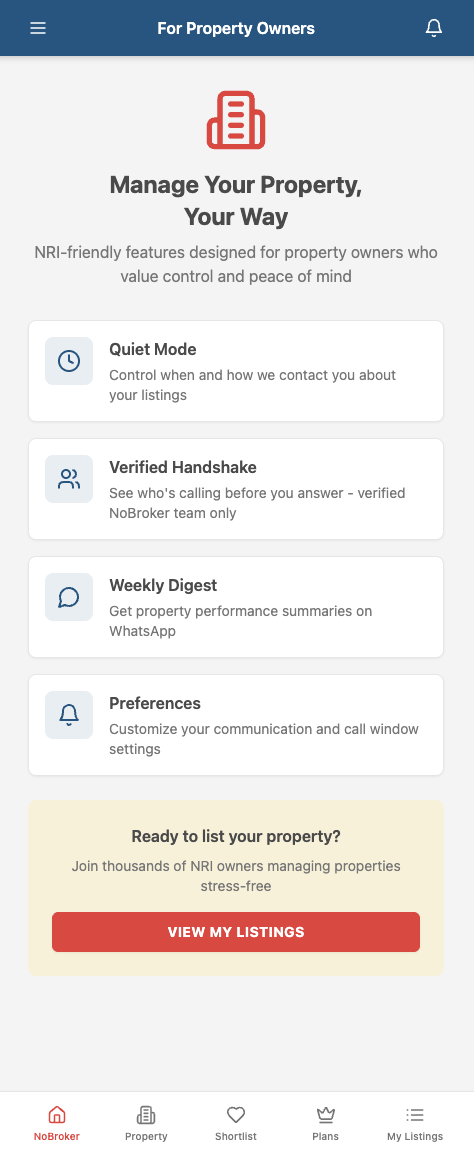 For Property Owners
Manage Your Property,
Your Way
NRI-friendly features designed for property owners who
value control and peace of mind
Quiet Mode
Control when and how we contact you about
your listings
Verified Handshake
See who's calling before you answer - verified
NoBroker team only
Weekly Digest
Get property performance summaries on
WhatsApp
Preferences
Customize your communication and call window
settings
Ready to list your property?
Join thousands of NRI owners managing properties
stress-free
VIEW MY LISTINGS
NoBroker
Property
Shortlist
Plans
My Listings